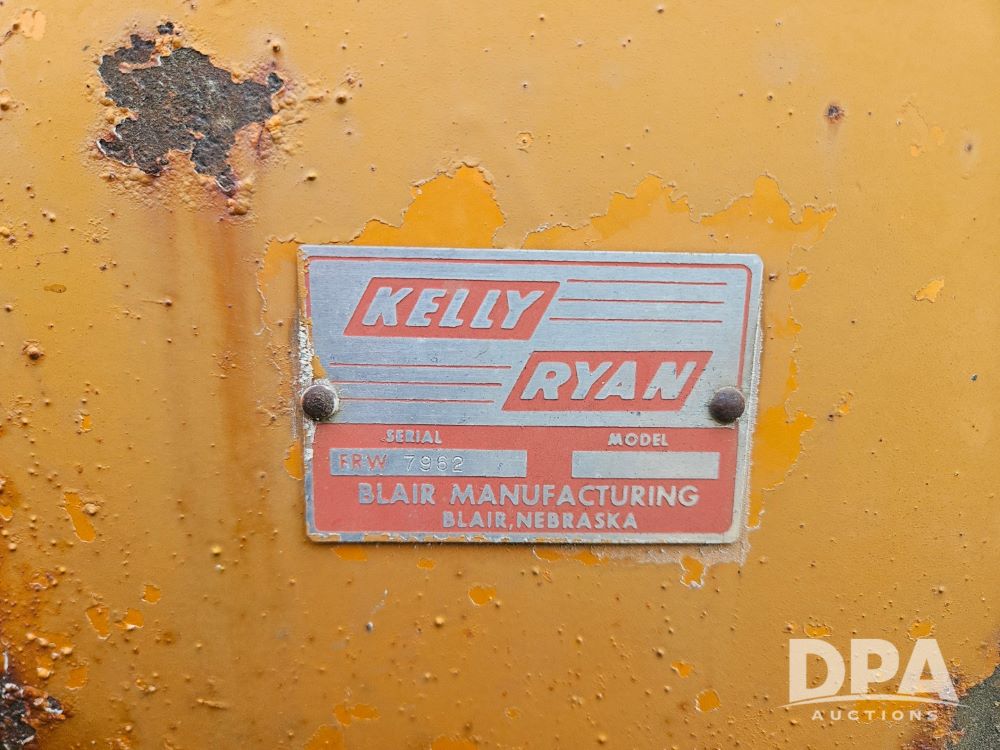 KELLY
RYAN
SERIAL MODEL
FRW 7962
BLAIR MANUFACTURING
BLAIR, NEBRASKA
DPA
AUCTIONS